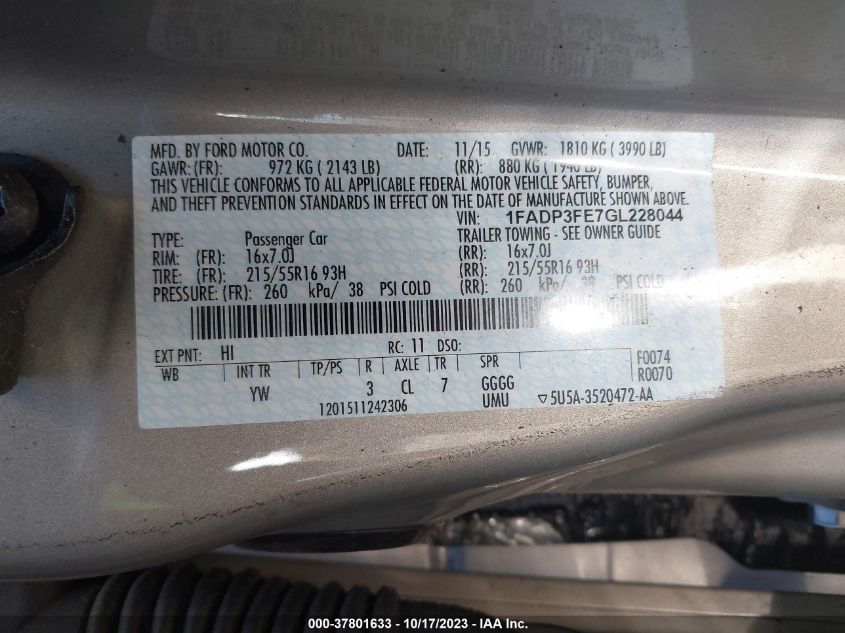 MFD. BY FORD MOTOR CO. DATE: 11/15 GVWR: 1810 KG ( 3990 LB)
GAWR: (FR): 972 KG ( 2143 LB) (RR): 880 KG ( 1940 LB)
THIS VEHICLE CONFORMS TO ALL APPLICABLE FEDERAL MOTOR VEHICLE SAFETY, BUMPER,
AND THEFT PREVENTION STANDARDS IN EFFECT ON THE DATE OF MANUFACTURE SHOWN ABOVE.
VIN: 1FADP3FE7GL228044
TYPE: Passenger Car TRAILER TOWING - SEE OWNER GUIDE
RIM: (FR): 16x7.0J (RR): 16x7.0J
TIRE: (FR): 215/55R16 93H (RR): 215/55R16 93H
PRESSURE: (FR): 260 kPa/ 38 PSI COLD (RR): 260 kPa/ 38 PSI COLD
EXT PNT: HI RC: 11 DSO: F0074
WB INT TR TP/PS R AXLE TR SPR R0070
YW 3 CL 7 GGGG
1201511242306 UMU ▽5U5A-3520472-AA
000-37801633 - 10/17/2023 - IAA Inc.